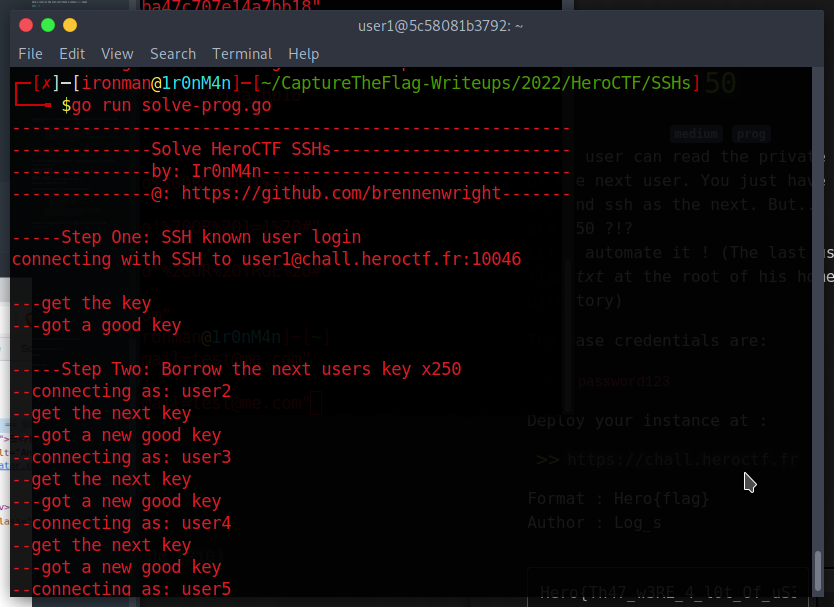 ba47c707e14a7bb18"
user1@5c58081b3792: ~
File Edit View Search Terminal Help
┌─[✗]─[ironman@1r0nM4n]─[~/CaptureTheFlag-Writeups/2022/HeroCTF/SSHs]
└──╼ $go run solve-prog.go
---------------------------------------------------------
--------------Solve HeroCTF SSHs-------------------------
--------------by: Ir0nM4n--------------------------------
--------------@: https://github.com/brennenwright-------
-----Step One: SSH known user login
connecting with SSH to user1@chall.heroctf.fr:10046
---get the key
---got a good key
-----Step Two: Borrow the next users key x250
--connecting as: user2
--get the next key
---got a new good key
--connecting as: user3
--get the next key
---got a new good key
--connecting as: user4
--get the next key
---got a new good key
--connecting as: user5
50
medium prog
user can read the private
e next user. You just have
nd ssh as the next. But..
50 ?!?
automate it ! (The last us
txt at the root of his home
tory)
ase credentials are:
password123
Deploy your instance at :
>> https://chall.heroctf.fr
Format : Hero{flag}
Author : Log_s
Hero{Th47_w3RE_4_l0t_0f_uSS